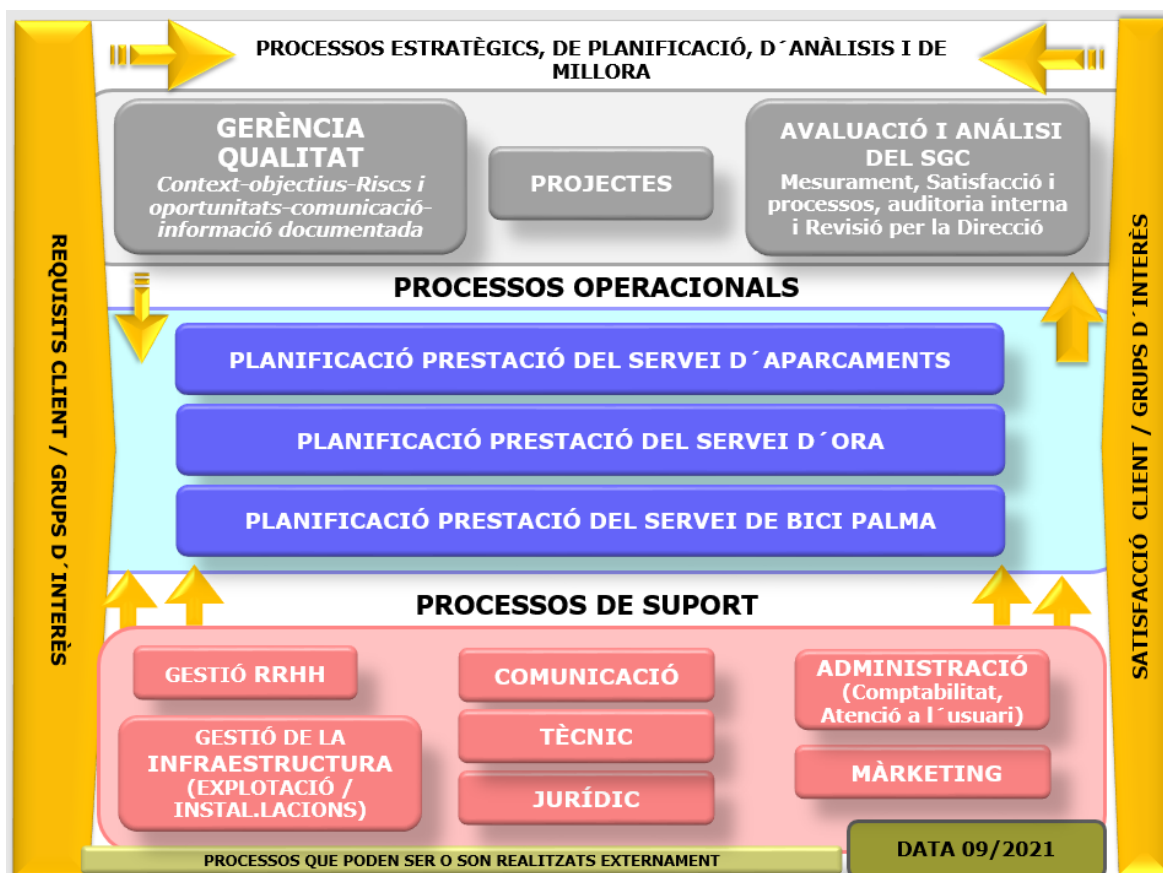 PROCESSOS ESTRATÈGICS, DE PLANIFICACIÓ, D´ANÀLISIS I DE
MILLORA
GERÈNCIA
QUALITAT
Context-objectius-Riscs i
oportunitats-comunicació-
informació documentada
PROJECTES
AVALUACIÓ I ANÁLISI
DEL SGC
Mesurament, Satisfacció i
processos, auditoria interna
i Revisió per la Direcció
REQUISITS CLIENT / GRUPS D´INTERÈS
PROCESSOS OPERACIONALS
PLANIFICACIÓ PRESTACIÓ DEL SERVEI D´APARCAMENTS
PLANIFICACIÓ PRESTACIÓ DEL SERVEI D´ORA
PLANIFICACIÓ PRESTACIÓ DEL SERVEI DE BICI PALMA
SATISFACCIÓ CLIENT / GRUPS D´INTERÈS
PROCESSOS DE SUPORT
GESTIÓ RRHH
GESTIÓ DE LA
INFRAESTRUCTURA
(EXPLOTACIÓ /
INSTAL.LACIONS)
COMUNICACIÓ
TÈCNIC
JURÍDIC
ADMINISTRACIÓ
(Comptabilitat,
Atenció a l´usuari)
MÀRKETING
PROCESSOS QUE PODEN SER O SON REALITZATS EXTERNAMENT
DATA 09/2021